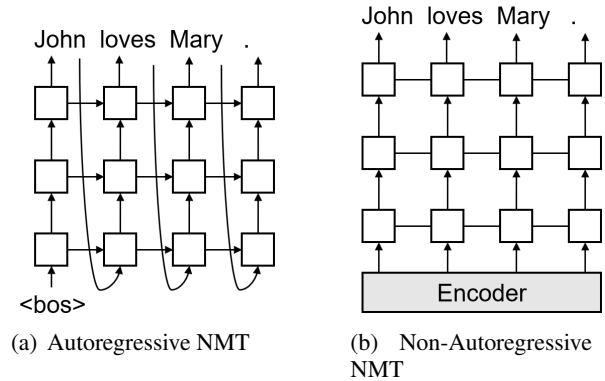 John loves Mary .
<bos>
(a) Autoregressive NMT
John loves Mary .
Encoder
(b) Non-Autoregressive
NMT